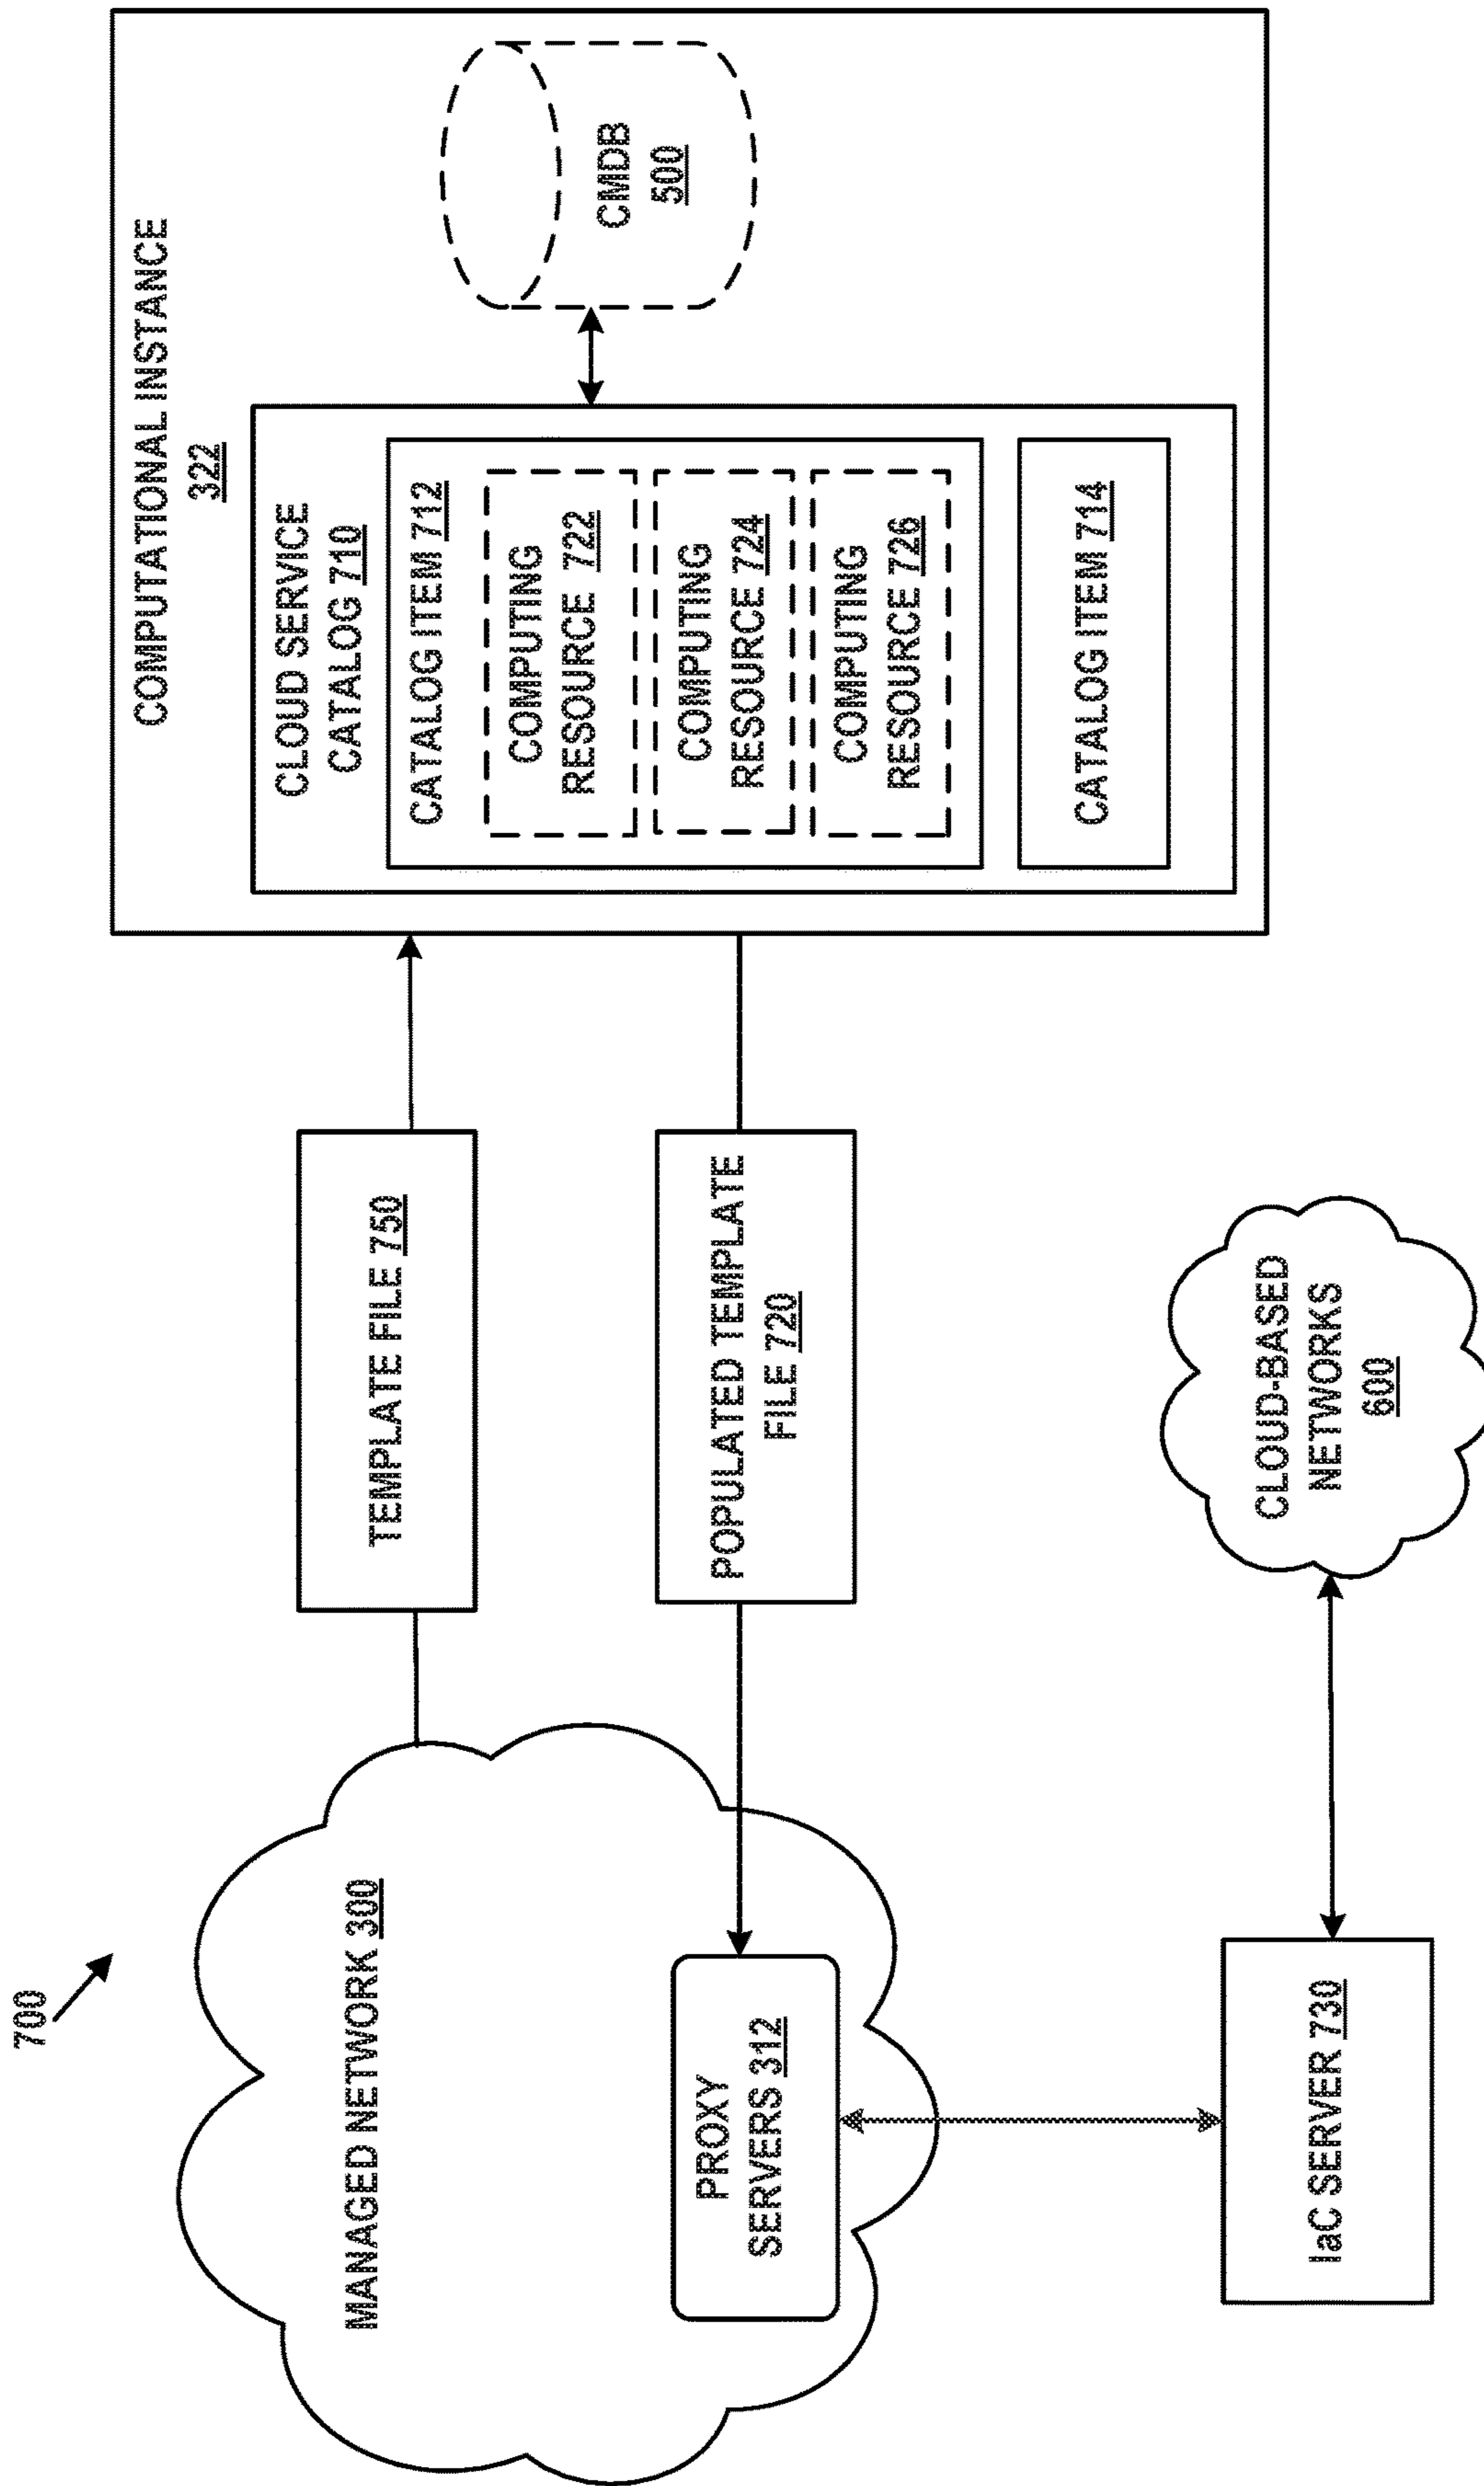 700
MANAGED NETWORK 300
PROXY
SERVERS 312
TEMPLATE FILE 750
POPULATED TEMPLATE
FILE 720
IaC SERVER 730
CLOUD-BASED
NETWORKS
600
COMPUTATIONAL INSTANCE
322
CLOUD SERVICE
CATALOG 710
CATALOG ITEM 712
COMPUTING
RESOURCE 722
COMPUTING
RESOURCE 724
COMPUTING
RESOURCE 726
CATALOG ITEM 714
CMDB
500